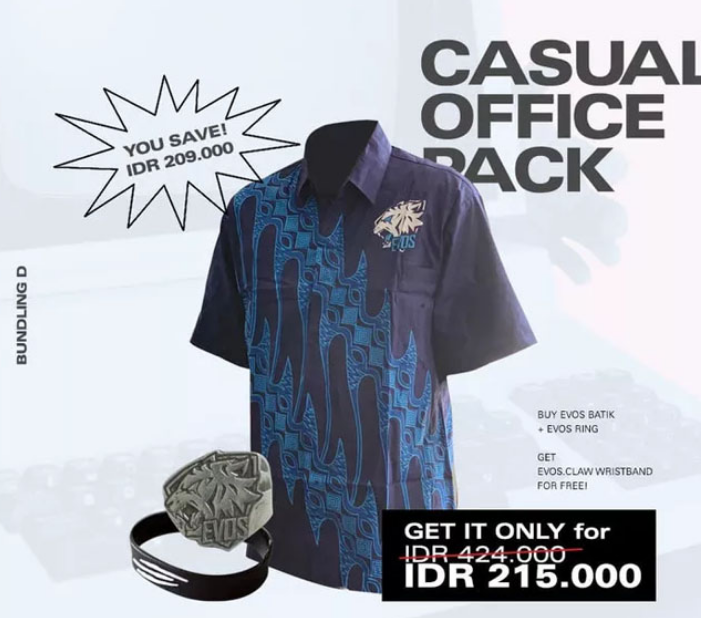 CASUAL
OFFICE
PACK
YOU SAVE!
IDR 209.000
EVOS
BUNDLING D
BUY EVOS BATIK
+ EVOS RING
GET
EVOS.CLAW WRISTBAND
FOR FREE!
EVOS
GET IT ONLY for
IDR 424.000
IDR 215.000